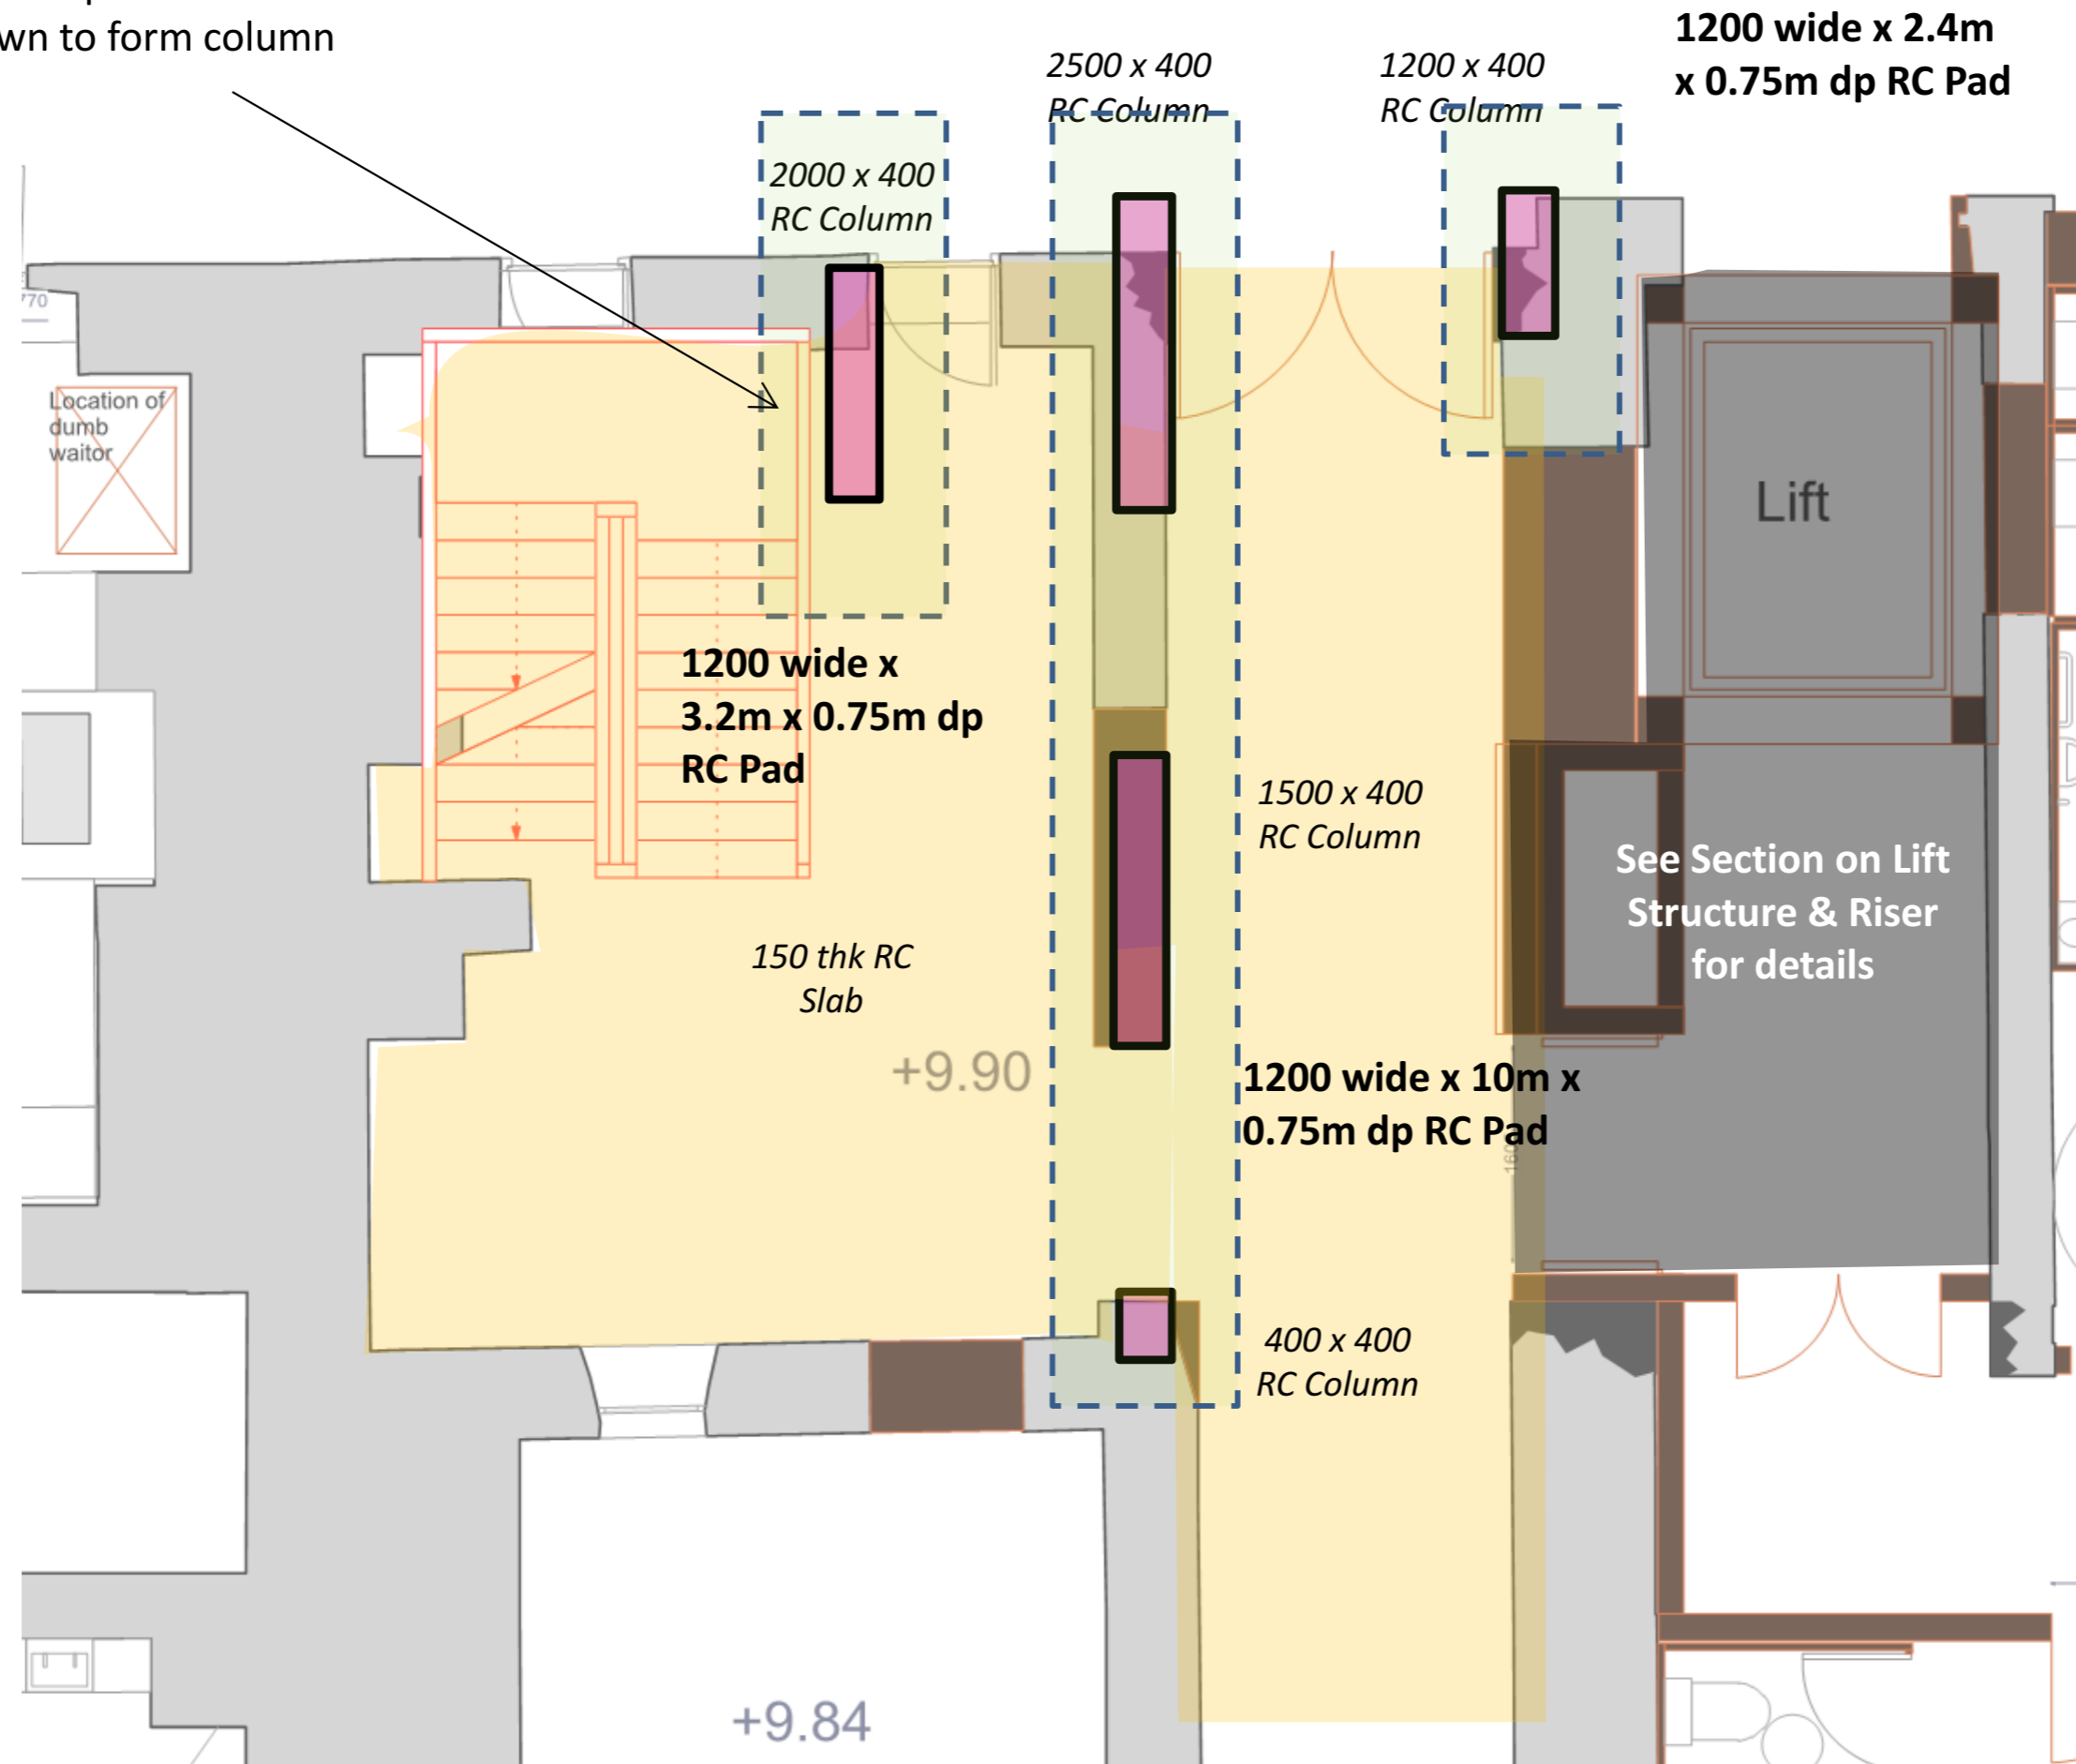 wn to form column
2500 x 400
RC Column
1200 x 400
RC Column
1200 wide x 2.4m
x 0.75m dp RC Pad
2000 x 400
RC Column
770
Location of
dumb
waitor
Lift
1200 wide x
3.2m x 0.75m dp
RC Pad
1500 x 400
RC Column
See Section on Lift
Structure & Riser
for details
150 thk RC
Slab
+9.90
1200 wide x 10m x
0.75m dp RC Pad
400 x 400
RC Column
+9.84